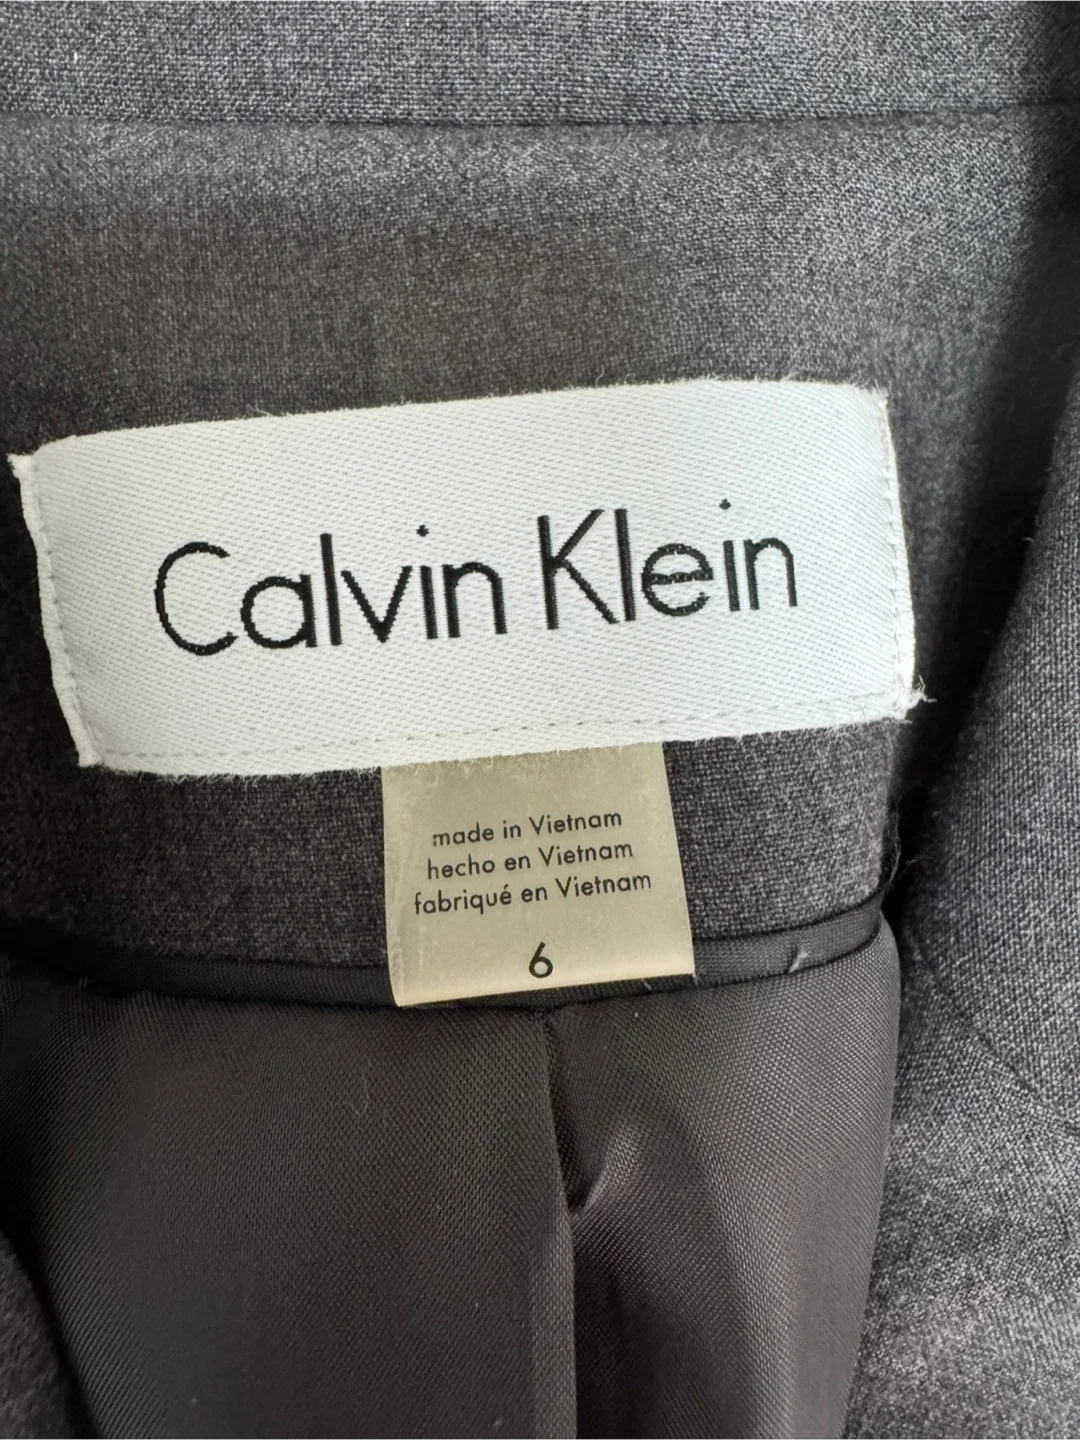 Calvin Klein
made in Vietnam
hecho en Vietnam
fabriqué en Vietnam
6